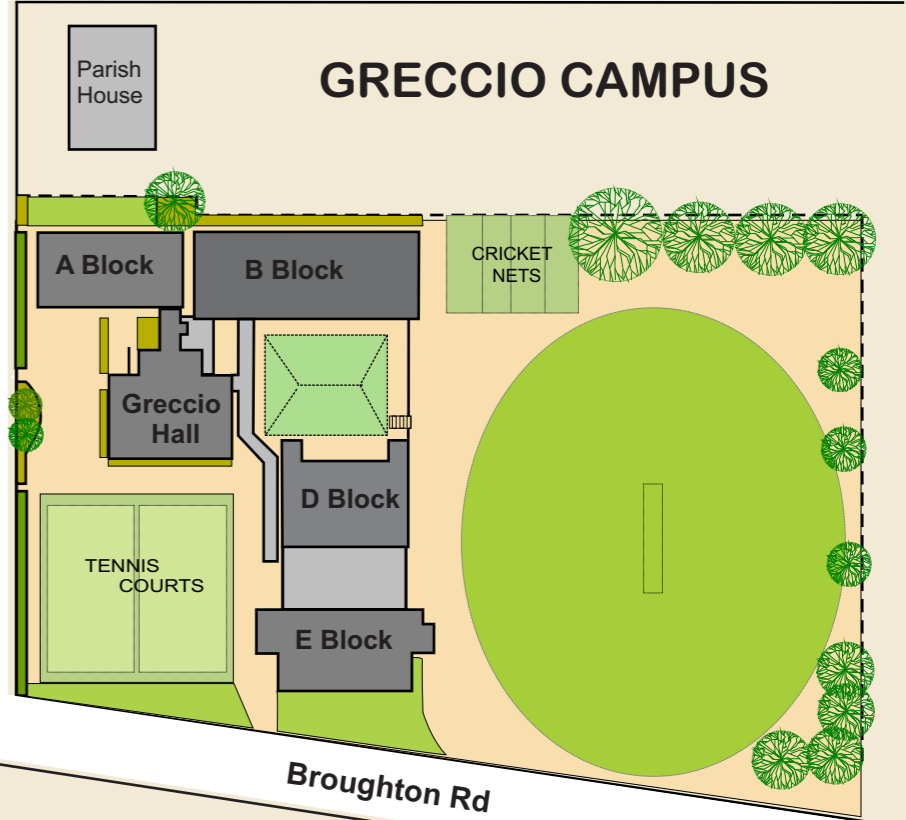 Parish
House
GRECCIO CAMPUS
A Block
B Block
CRICKET
NETS
Greccio
Hall
D Block
TENNIS
COURTS
E Block
Broughton Rd